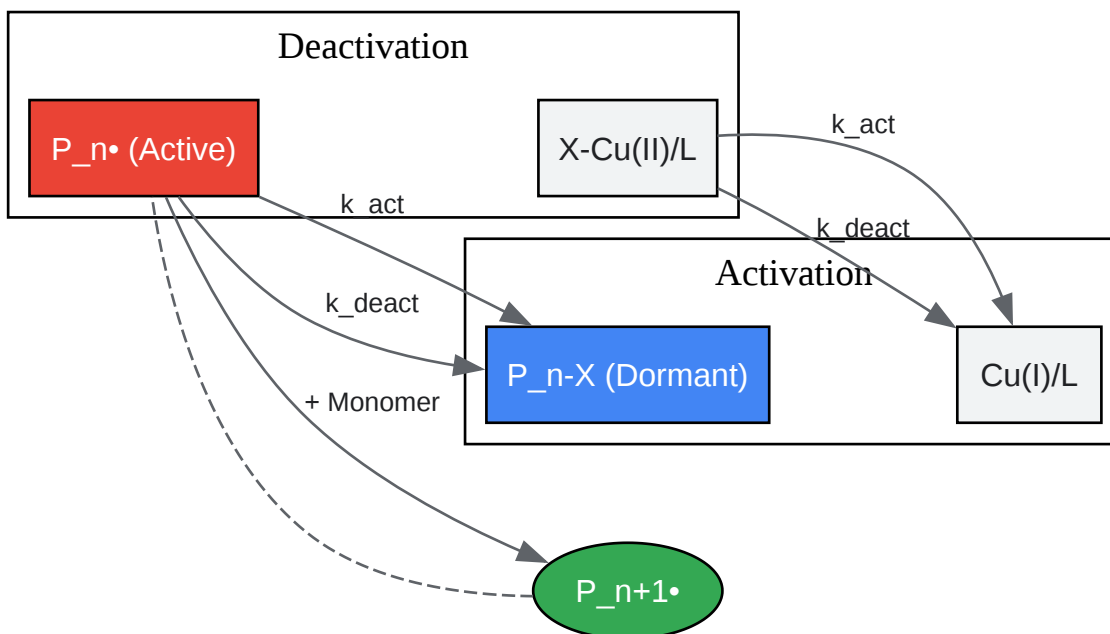 Deactivation
P_n• (Active)
X-Cu(II)/L
k_act
k_act
k_deact
Activation
k_deact
P_n-X (Dormant)
Cu(I)/L
+ Monomer
P_n+1•